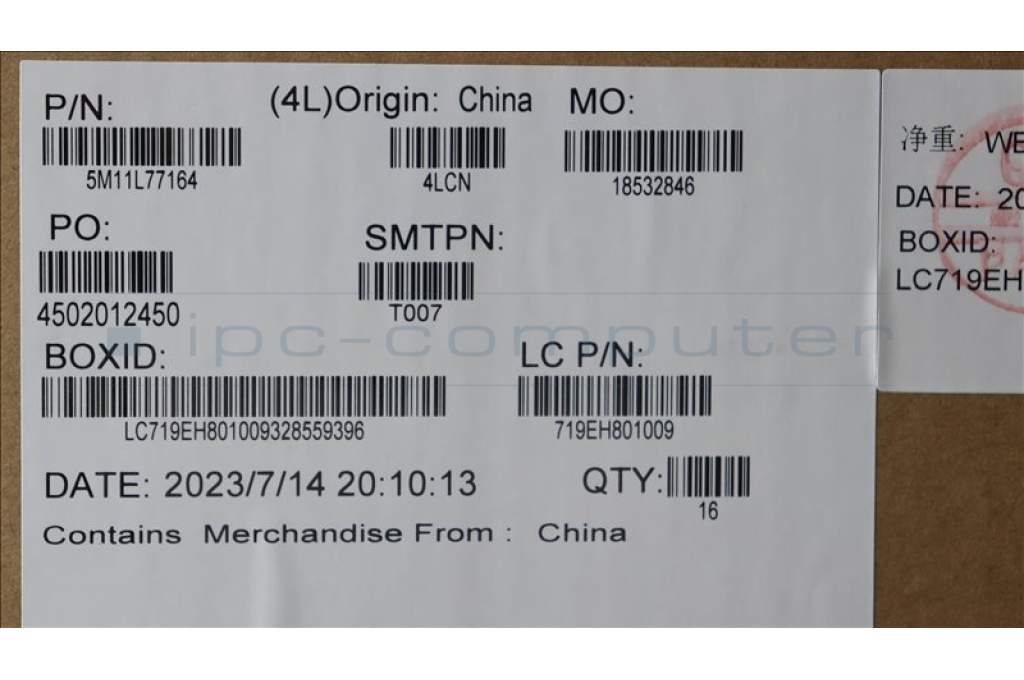 P/N:
(4L)Origin: China
MO:
5M11L77164
4LCN
18532846
PO:
SMTPN:
4502012450
T007
BOXID:
LC P/N:
LC719EH801009328559396
719EH801009
DATE: 2023/7/14 20:10:13
QTY:
16
Contains Merchandise From : China
净重: WE
DATE: 20
BOXID:
LC719EH
ipc-computer